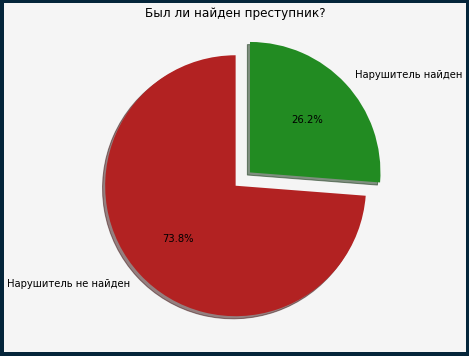 Был ли найден преступник?
Нарушитель найден
26.2%
73.8%
Нарушитель не найден